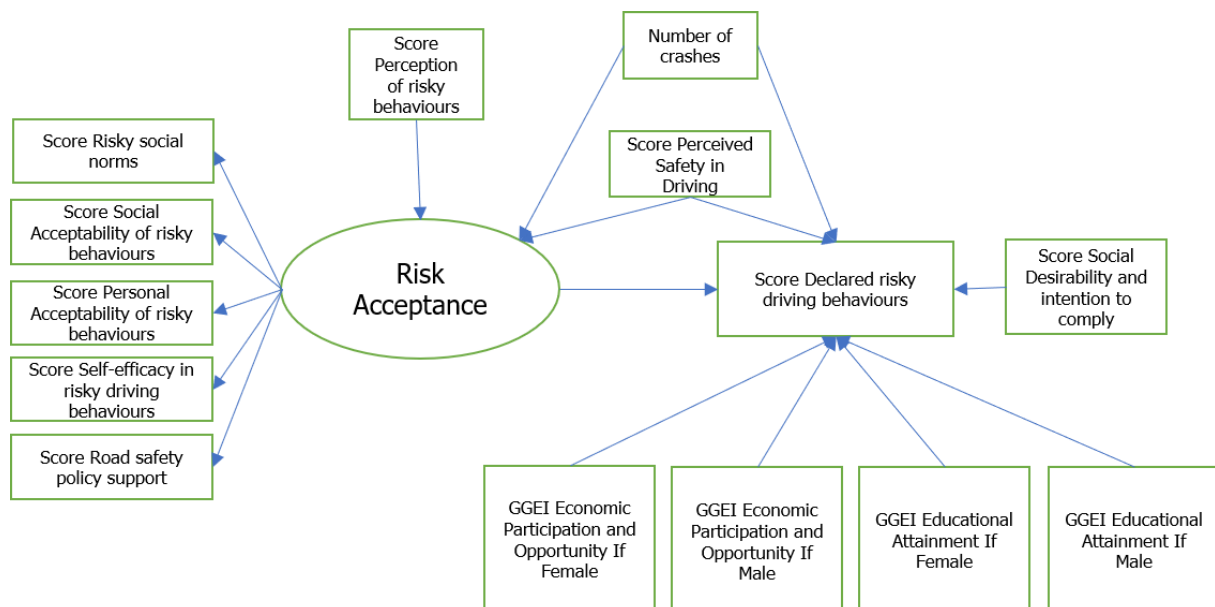 Score
Perception
of risky
behaviours
Number of
crashes
Score Risky social
norms
Score Perceived
Safety in
Driving
Score Social
Acceptability of risky
behaviours
Risk
Acceptance
Score Declared risky
driving behaviours
Score Social
Desirability and
intention to
comply
Score Personal
Acceptability of risky
behaviours
Score Self-efficacy in
risky driving
behaviours
Score Road safety
policy support
GGEI Economic
Participation and
Opportunity If
Female
GGEI Economic
Participation and
Opportunity If
Male
GGEI Educational
Attainment If
Female
GGEI Educational
Attainment If
Male